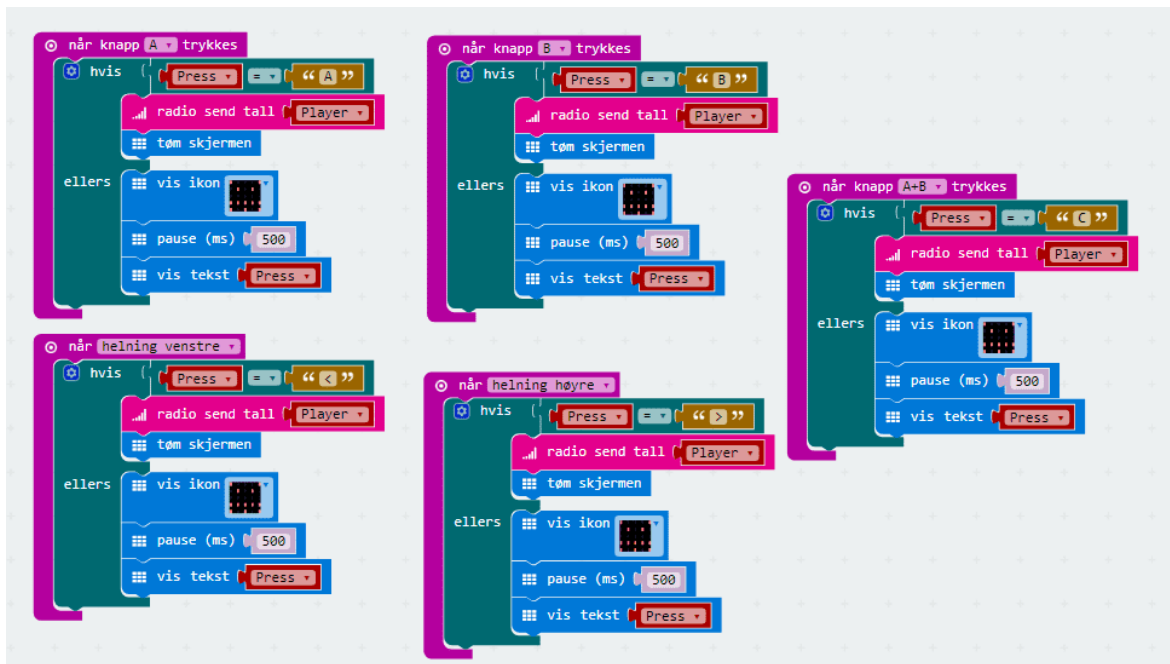 når knapp A trykkes
hvis Press = “ A ”
radio send tall Player
tøm skjermen
ellers vis ikon
pause (ms) 500
vis tekst Press
når helning venstre
hvis Press = “ < ”
radio send tall Player
tøm skjermen
ellers vis ikon
pause (ms) 500
vis tekst Press
når knapp B trykkes
hvis Press = “ B ”
radio send tall Player
tøm skjermen
ellers vis ikon
pause (ms) 500
vis tekst Press
når helning høyre
hvis Press = “ > ”
radio send tall Player
tøm skjermen
ellers vis ikon
pause (ms) 500
vis tekst Press
når knapp A+B trykkes
hvis Press = “ C ”
radio send tall Player
tøm skjermen
ellers vis ikon
pause (ms) 500
vis tekst Press